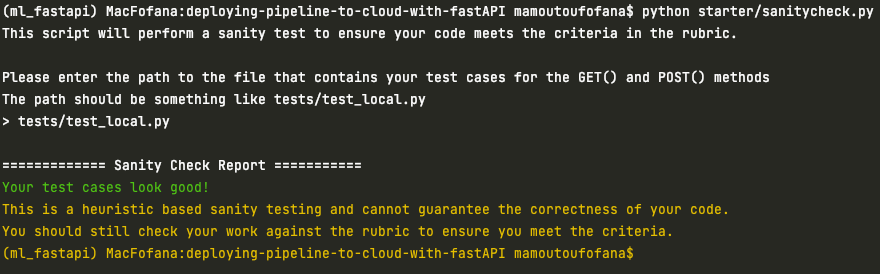 (ml_fastapi) MacFofana:deploying-pipeline-to-cloud-with-fastAPI mamoutoufofana$ python starter/sanitycheck.py
This script will perform a sanity test to ensure your code meets the criteria in the rubric.
Please enter the path to the file that contains your test cases for the GET() and POST() methods
The path should be something like tests/test_local.py
> tests/test_local.py
============= Sanity Check Report ===========
Your test cases look good!
This is a heuristic based sanity testing and cannot guarantee the correctness of your code.
You should still check your work against the rubric to ensure you meet the criteria.
(ml_fastapi) MacFofana:deploying-pipeline-to-cloud-with-fastAPI mamoutoufofana$